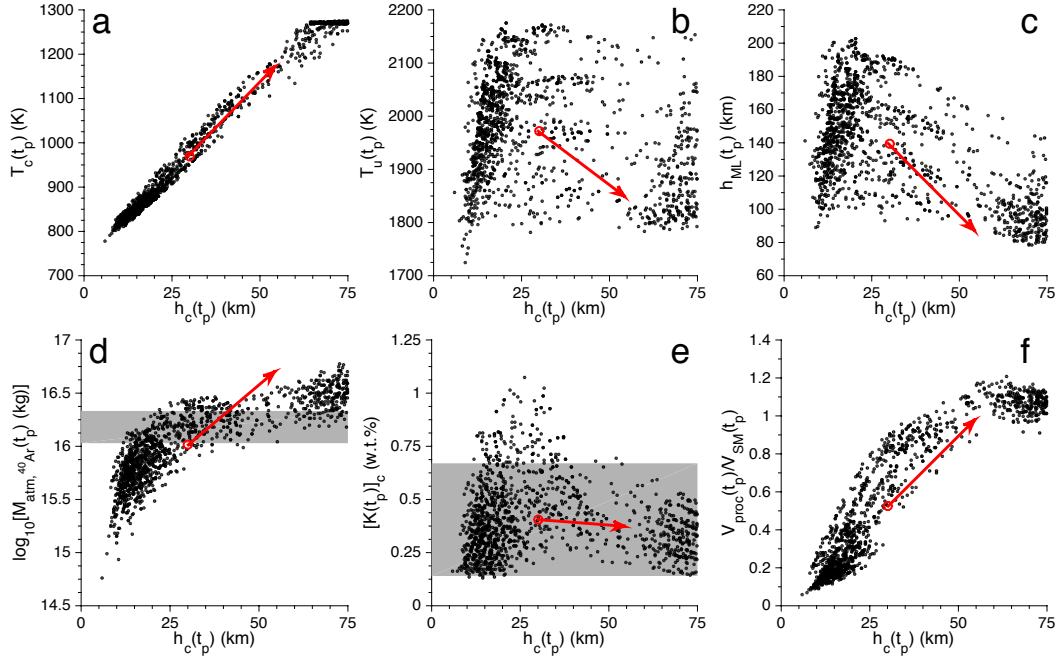 a
T_c(t_p) (K)
1300
1200
1100
1000
900
800
700
0 25 50 75
h_c(t_p) (km)
b
T_u(t_p) (K)
2200
2100
2000
1900
1800
1700
0 25 50 75
h_c(t_p) (km)
c
h_ML(t_p) (km)
220
200
180
160
140
120
100
80
60
0 25 50 75
h_c(t_p) (km)
d
log_10[M_atm, ^40Ar(t_p) (kg)]
17
16.5
16
15.5
15
14.5
0 25 50 75
h_c(t_p) (km)
e
[K(t_p)]_c (w.t.%)
1.25
1
0.75
0.5
0.25
0
0 25 50 75
h_c(t_p) (km)
f
V_proc(t_p)/V_SM(t_p)
1.4
1.2
1
0.8
0.6
0.4
0.2
0
0 25 50 75
h_c(t_p) (km)